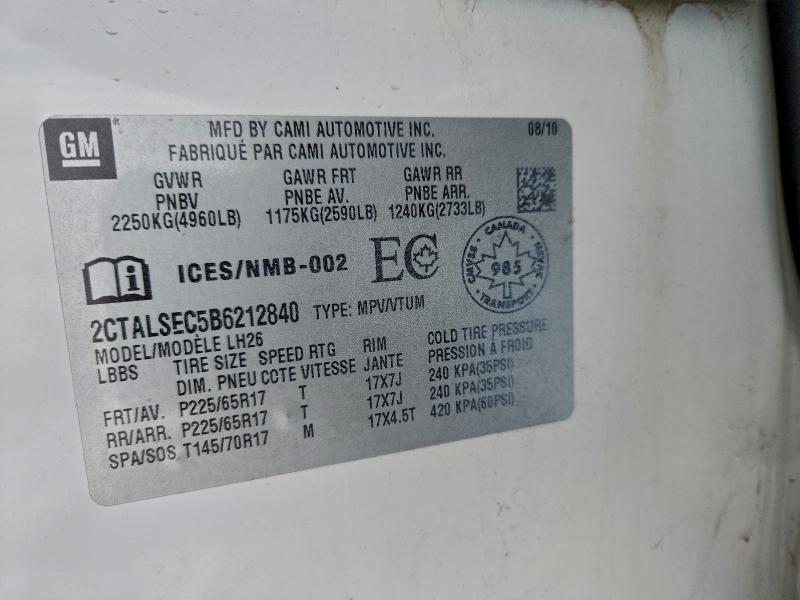 GM ®
MFD BY CAMI AUTOMOTIVE INC. 08/10
FABRIQUÉ PAR CAMI AUTOMOTIVE INC.
GVWR GAWR FRT GAWR RR
PNBV PNBE AV. PNBE ARR.
2250KG(4960LB) 1175KG(2590LB) 1240KG(2733LB)
ICES/NMB-002 EC
CANADA
CMVSS 985 NSVAC
TRANSPORT
2CTALSEC5B6212840 TYPE: MPV/VTUM
MODEL/MODÈLE LH26
LBBS TIRE SIZE SPEED RTG RIM COLD TIRE PRESSURE
DIM. PNEU COTE VITESSE JANTE PRESSION À FROID
FRT/AV. P225/65R17 T 17X7J 240 KPA(35PSI)
RR/ARR. P225/65R17 T 17X7J 240 KPA(35PSI)
SPA/SOS T145/70R17 M 17X4.5T 420 KPA(60PSI)